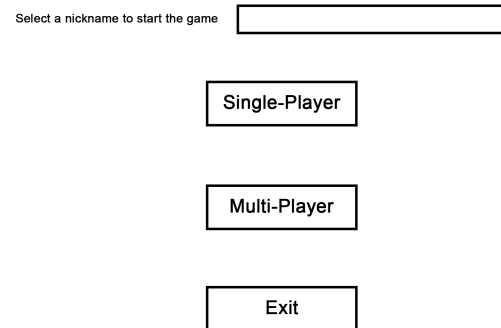 Select a nickname to start the game
Single-Player
Multi-Player
Exit